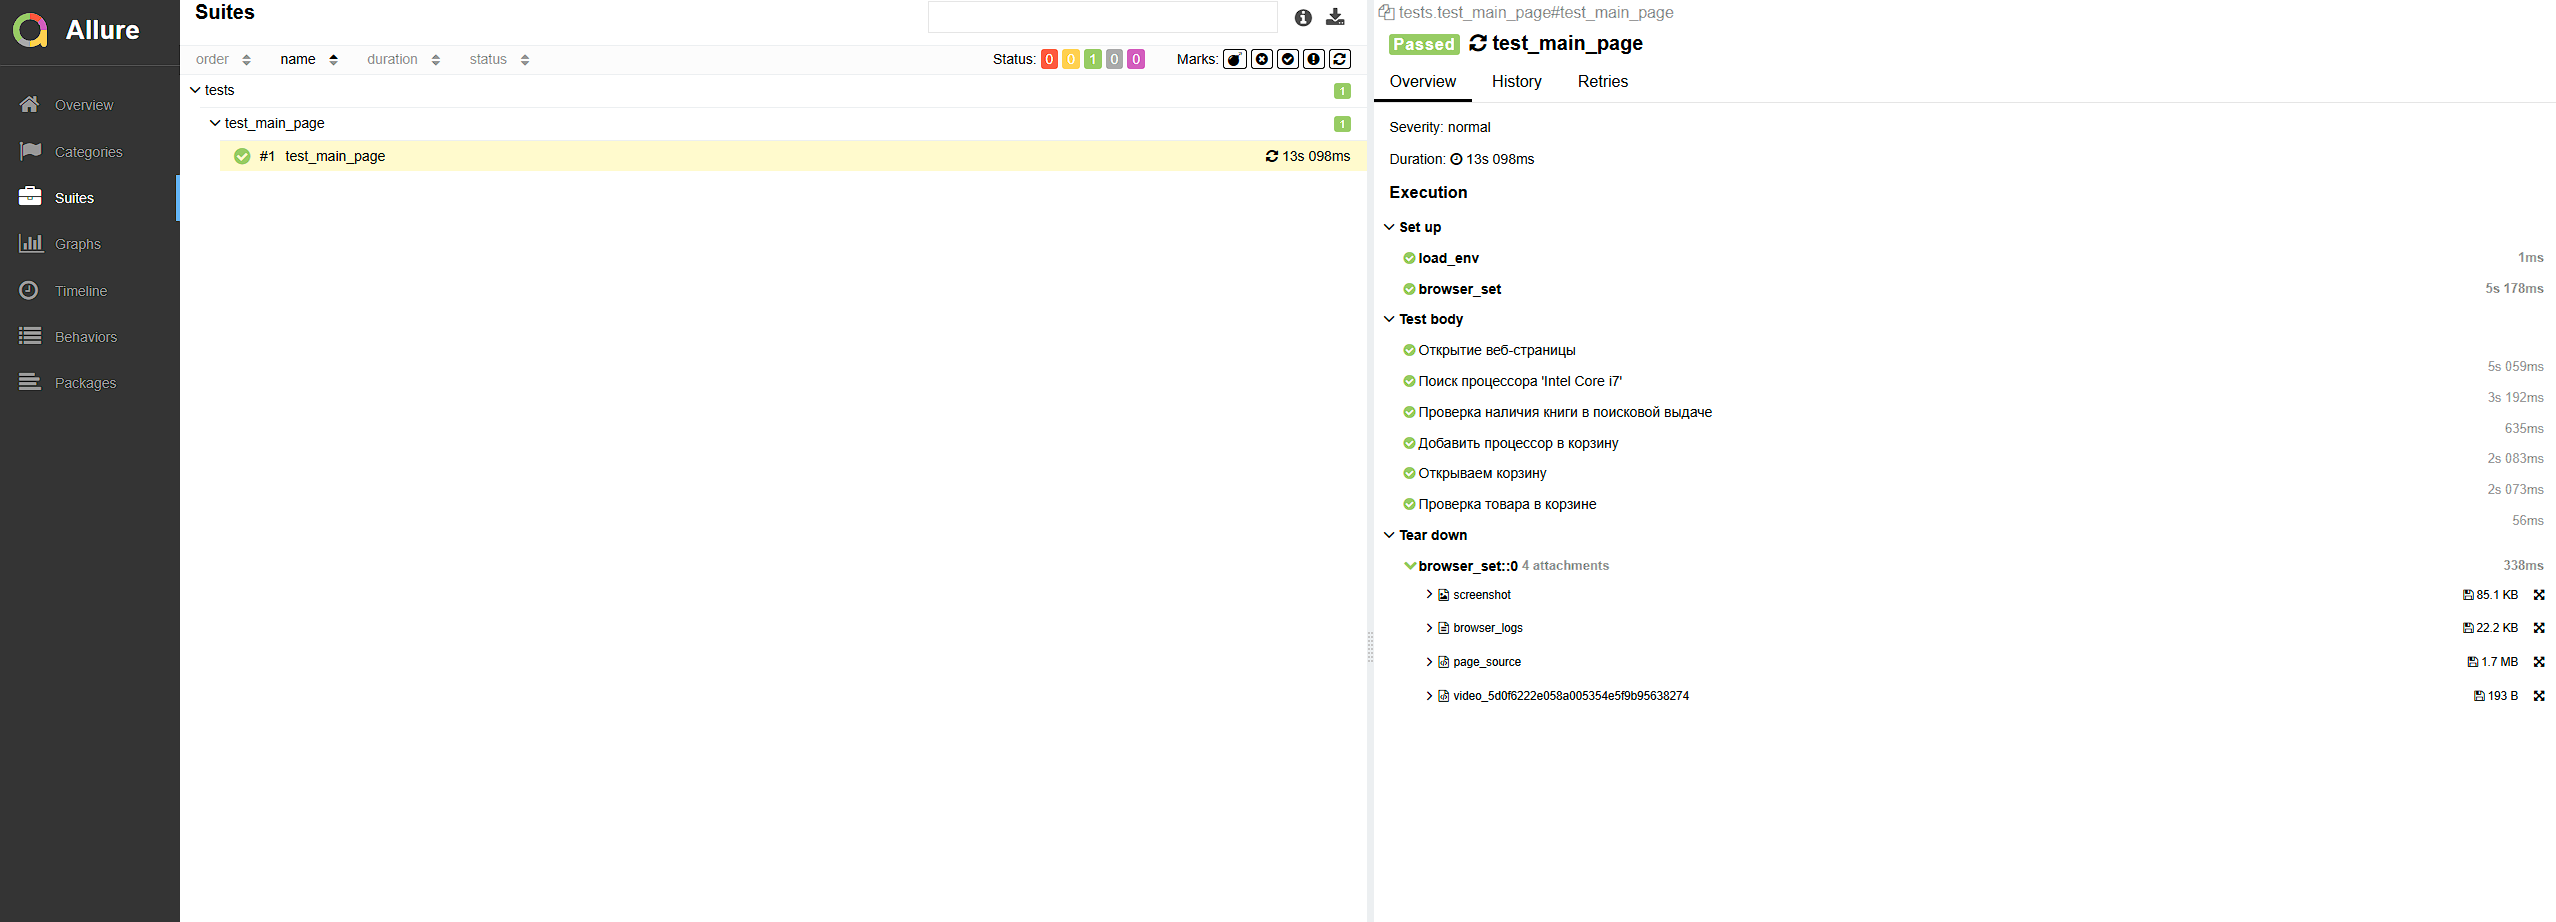 Allure
Overview
Categories
Suites
Graphs
Timeline
Behaviors
Packages
Suites
order name duration status Status: 0 0 1 0 0 Marks:
tests 1
test_main_page 1
#1 test_main_page 13s 098ms
tests.test_main_page#test_main_page
Passed test_main_page
Overview History Retries
Severity: normal
Duration: 13s 098ms
Execution
Set up
load_env 1ms
browser_set 5s 178ms
Test body
Открытие веб-страницы 5s 059ms
Поиск процессора 'Intel Core i7' 3s 192ms
Проверка наличия книги в поисковой выдаче 635ms
Добавить процессор в корзину 2s 083ms
Открываем корзину 2s 073ms
Проверка товара в корзине 56ms
Tear down
browser_set::0 4 attachments 338ms
screenshot 85.1 KB
browser_logs 22.2 KB
page_source 1.7 MB
video_5d0f6222e058a005354e5f9b95638274 193 B